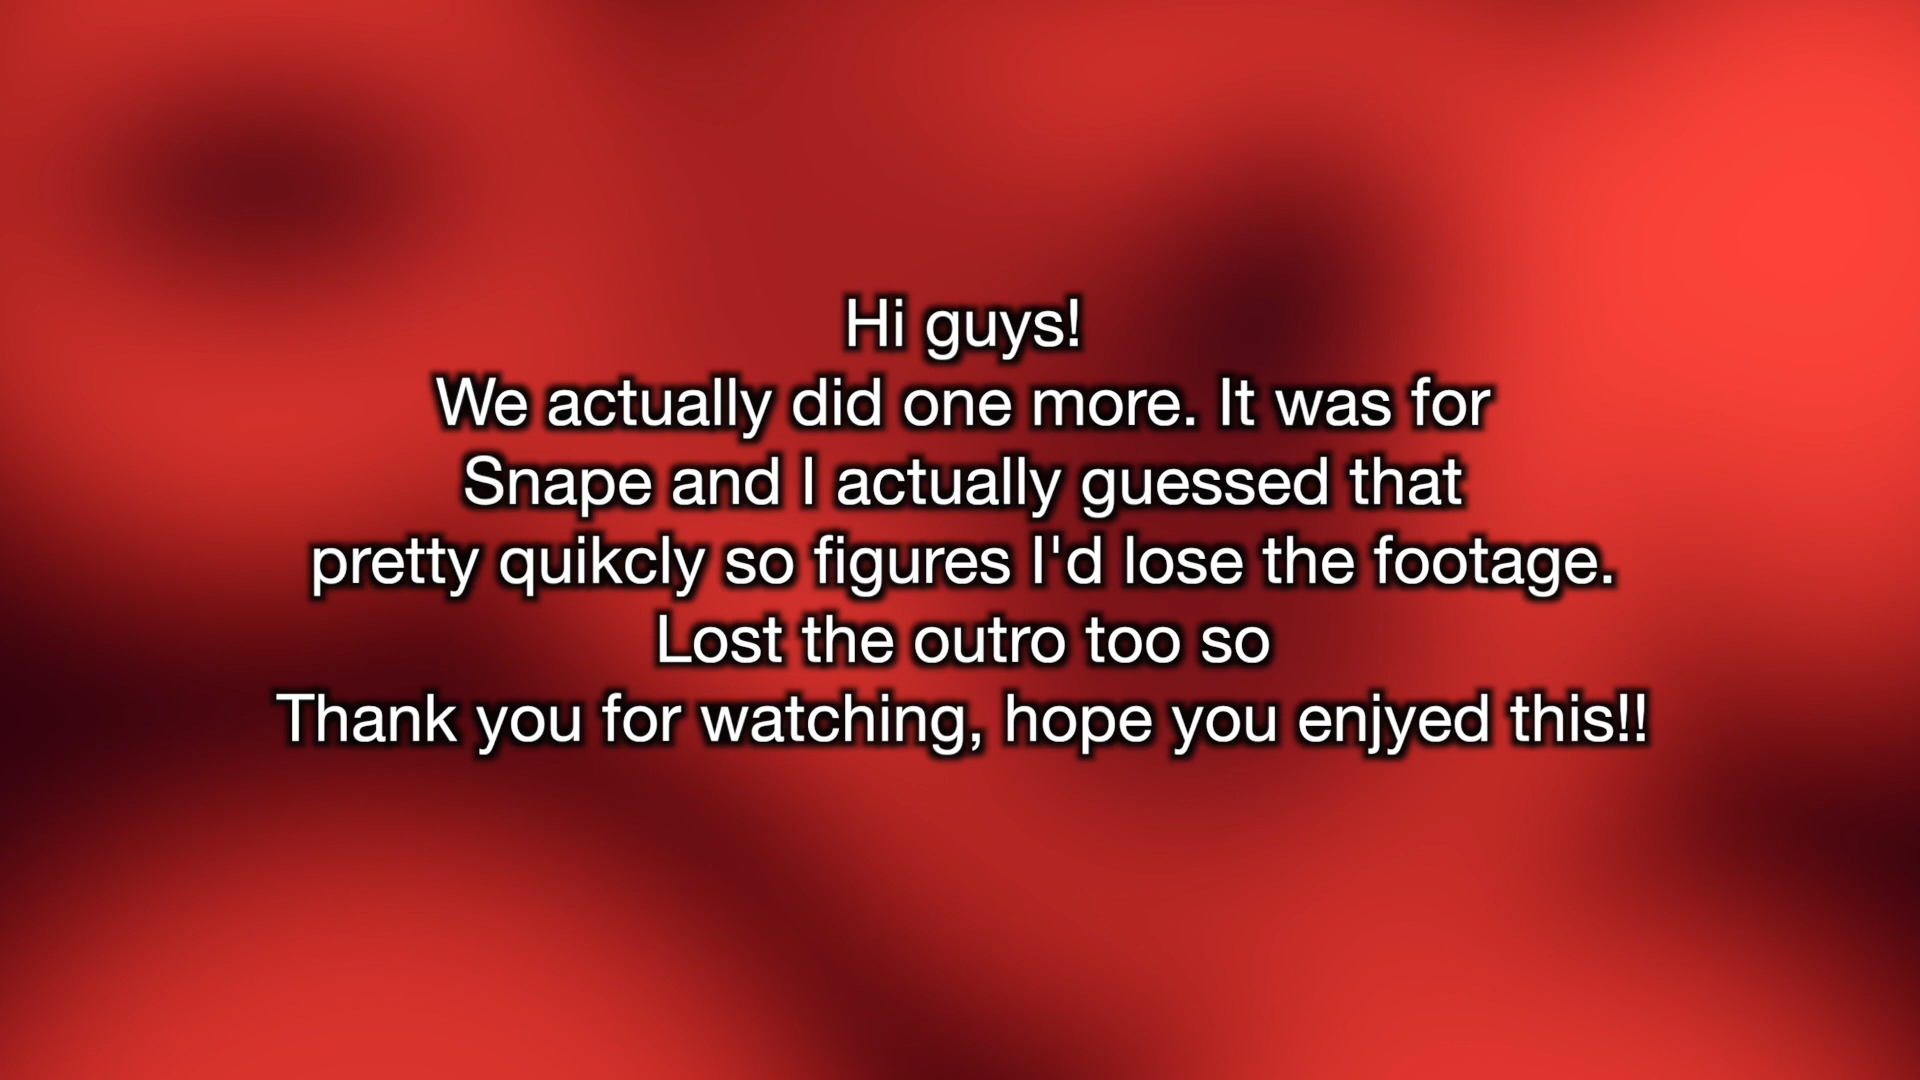 Hi guys!
We actually did one more. It was for
Snape and I actually guessed that
pretty quikcly so figures I'd lose the footage.
Lost the outro too so
Thank you for watching, hope you enjyed this!!